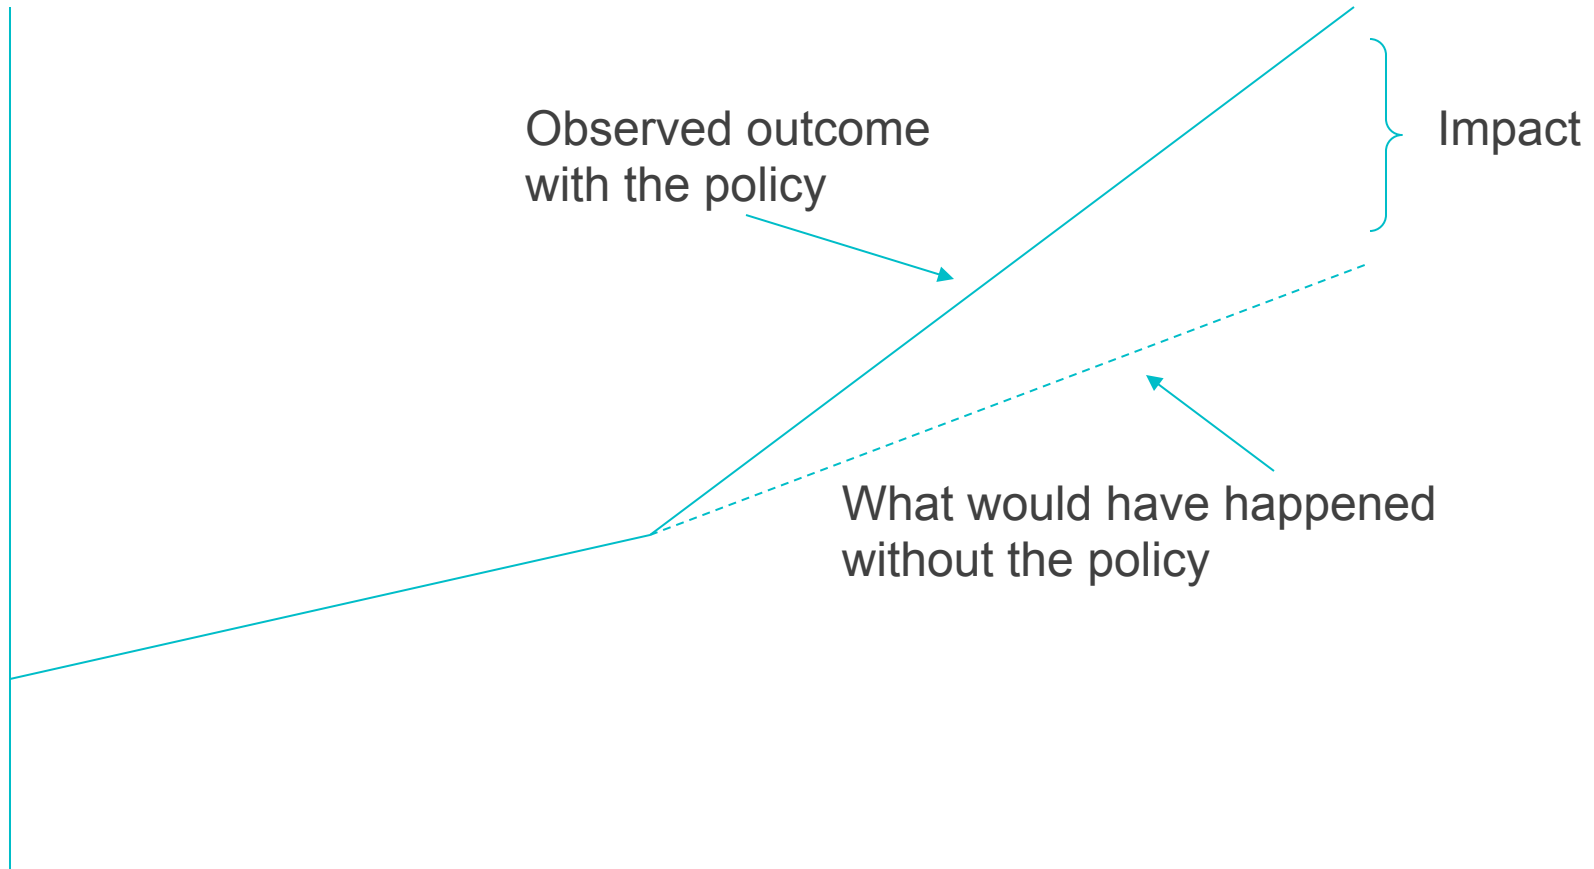 Observed outcome
with the policy
Impact
What would have happened
without the policy